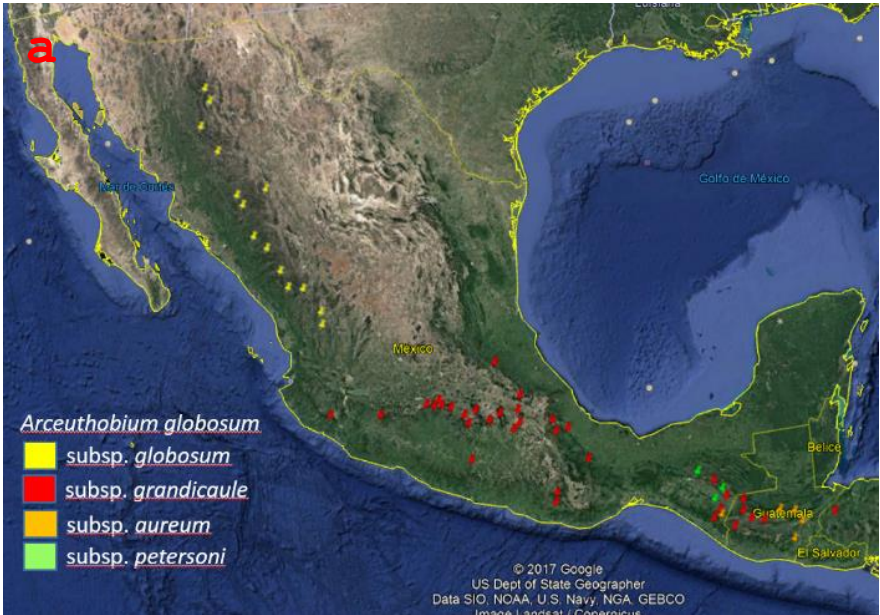 Louisiana
a
Mar de Cortés
Golfo de México
México
Arceuthobium globosum
subsp. globosum
subsp. grandicaule
subsp. aureum
subsp. petersoni
Belice
Guatemala
El Salvador
© 2017 Google
US Dept of State Geographer
Data SIO, NOAA, U.S. Navy, NGA, GEBCO
Image Landsat / Copernicus